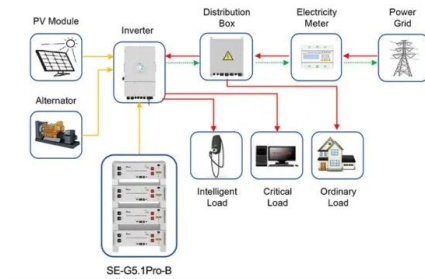 PV Module
Inverter
Distribution
Box
Electricity
Meter
Power
Grid
Alternator
Intelligent
Load
Critical
Load
Ordinary
Load
SE-G5.1Pro-B